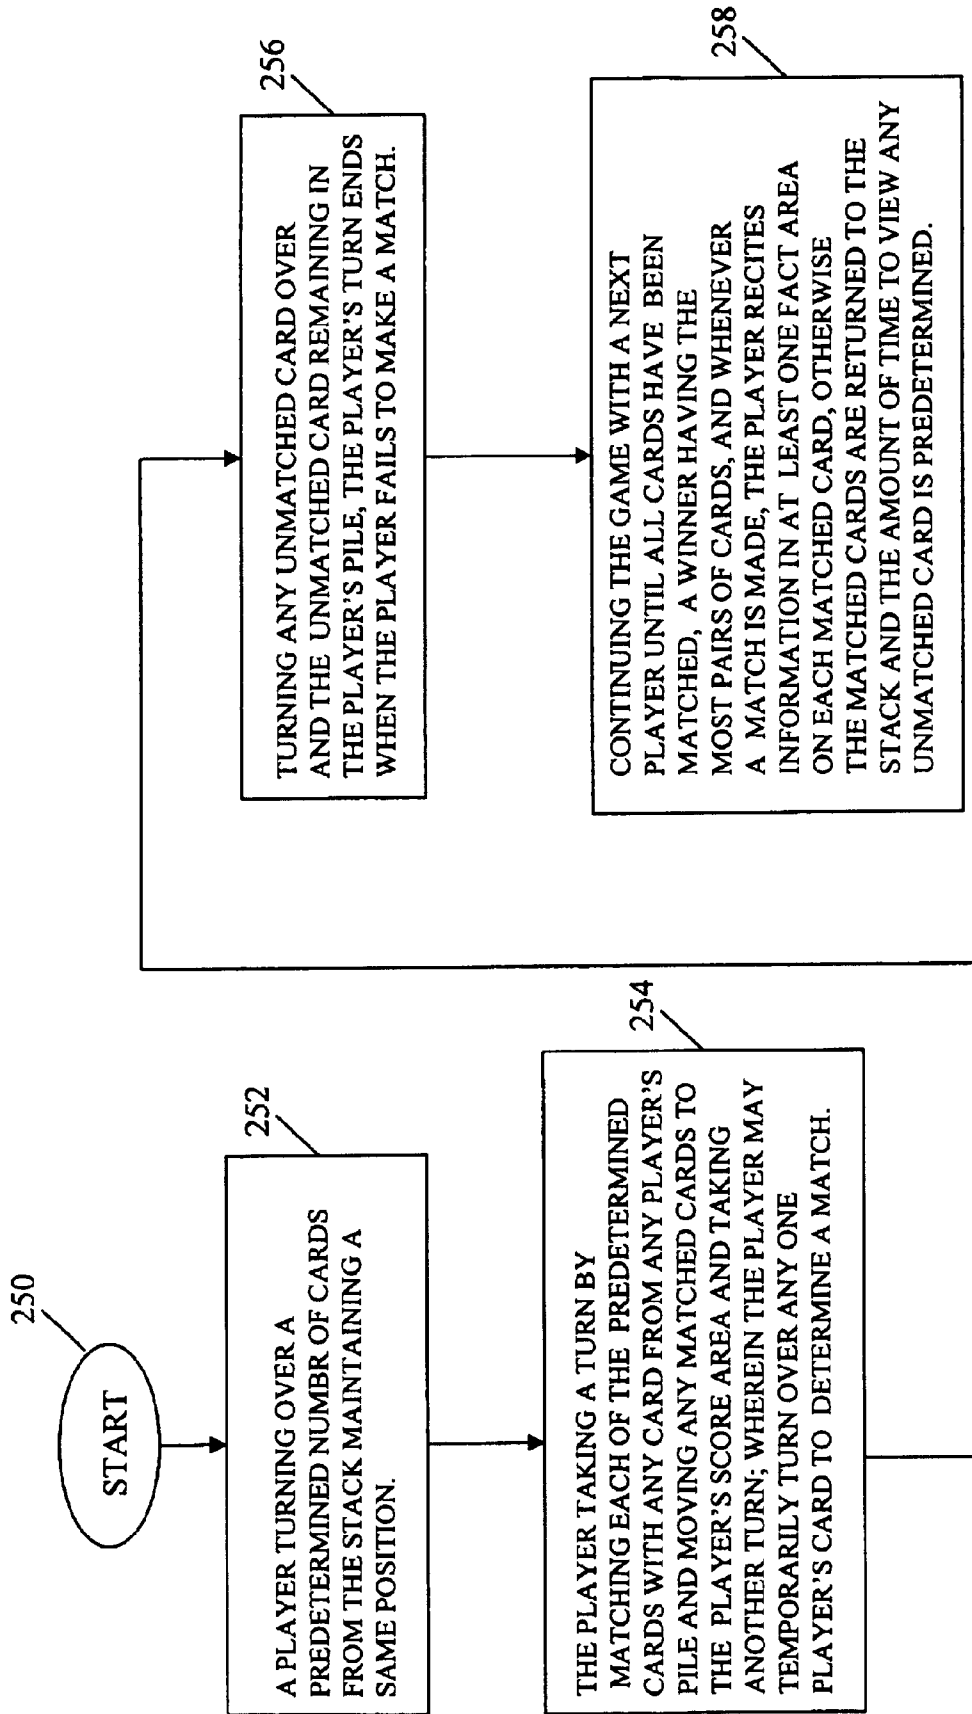 250
START
252
A PLAYER TURNING OVER A
PREDETERMINED NUMBR OF CARDS
FROM THE STACK MAINTAINING A
SAME POSITION.
254
THE PLAYER TAKING A TURN BY
MATCHING EACH OF THE PREDETERMINED
CARDS WITH ANY CARD FROM ANY PLAYER'S
PILE AND MOVING ANY MATCHED CARDS TO
THE PLAYER'S SCORE AREA AND TAKING
ANOTHER TURN; WHEREIN THE PLAYER MAY
TEMPORARILY TURN OVER ANY ONE
PLAYER'S CARD TO DETERMINE A MATCH.
256
TURNING ANY UNMATCHED CARD OVER
AND THE UNMATCHED CARD REMAINING IN
THE PLAYER'S PILE, THE PLAYER'S TURN ENDS
WHEN THE PLAYER FAILS TO MAKE A MATCH.
258
CONTINUING THE GAME WITH A NEXT
PLAYER UNTIL ALL CARDS HAVE BEEN
MATCHED, A WINNER HAVING THE
MOST PAIRS OF CARDS, AND WHENEVER
A MATCH IS MADE, THE PLAYER RECITES
INFORMATION IN AT LEAST ONE FACT AREA
ON EACH MATCHED CARD, OTHERWISE
THE MATCHED CARDS ARE RETURNED TO THE
STACK AND THE AMOUNT OF TIME TO VIEW ANY
UNMATCHED CARD IS PREDETERMINED.